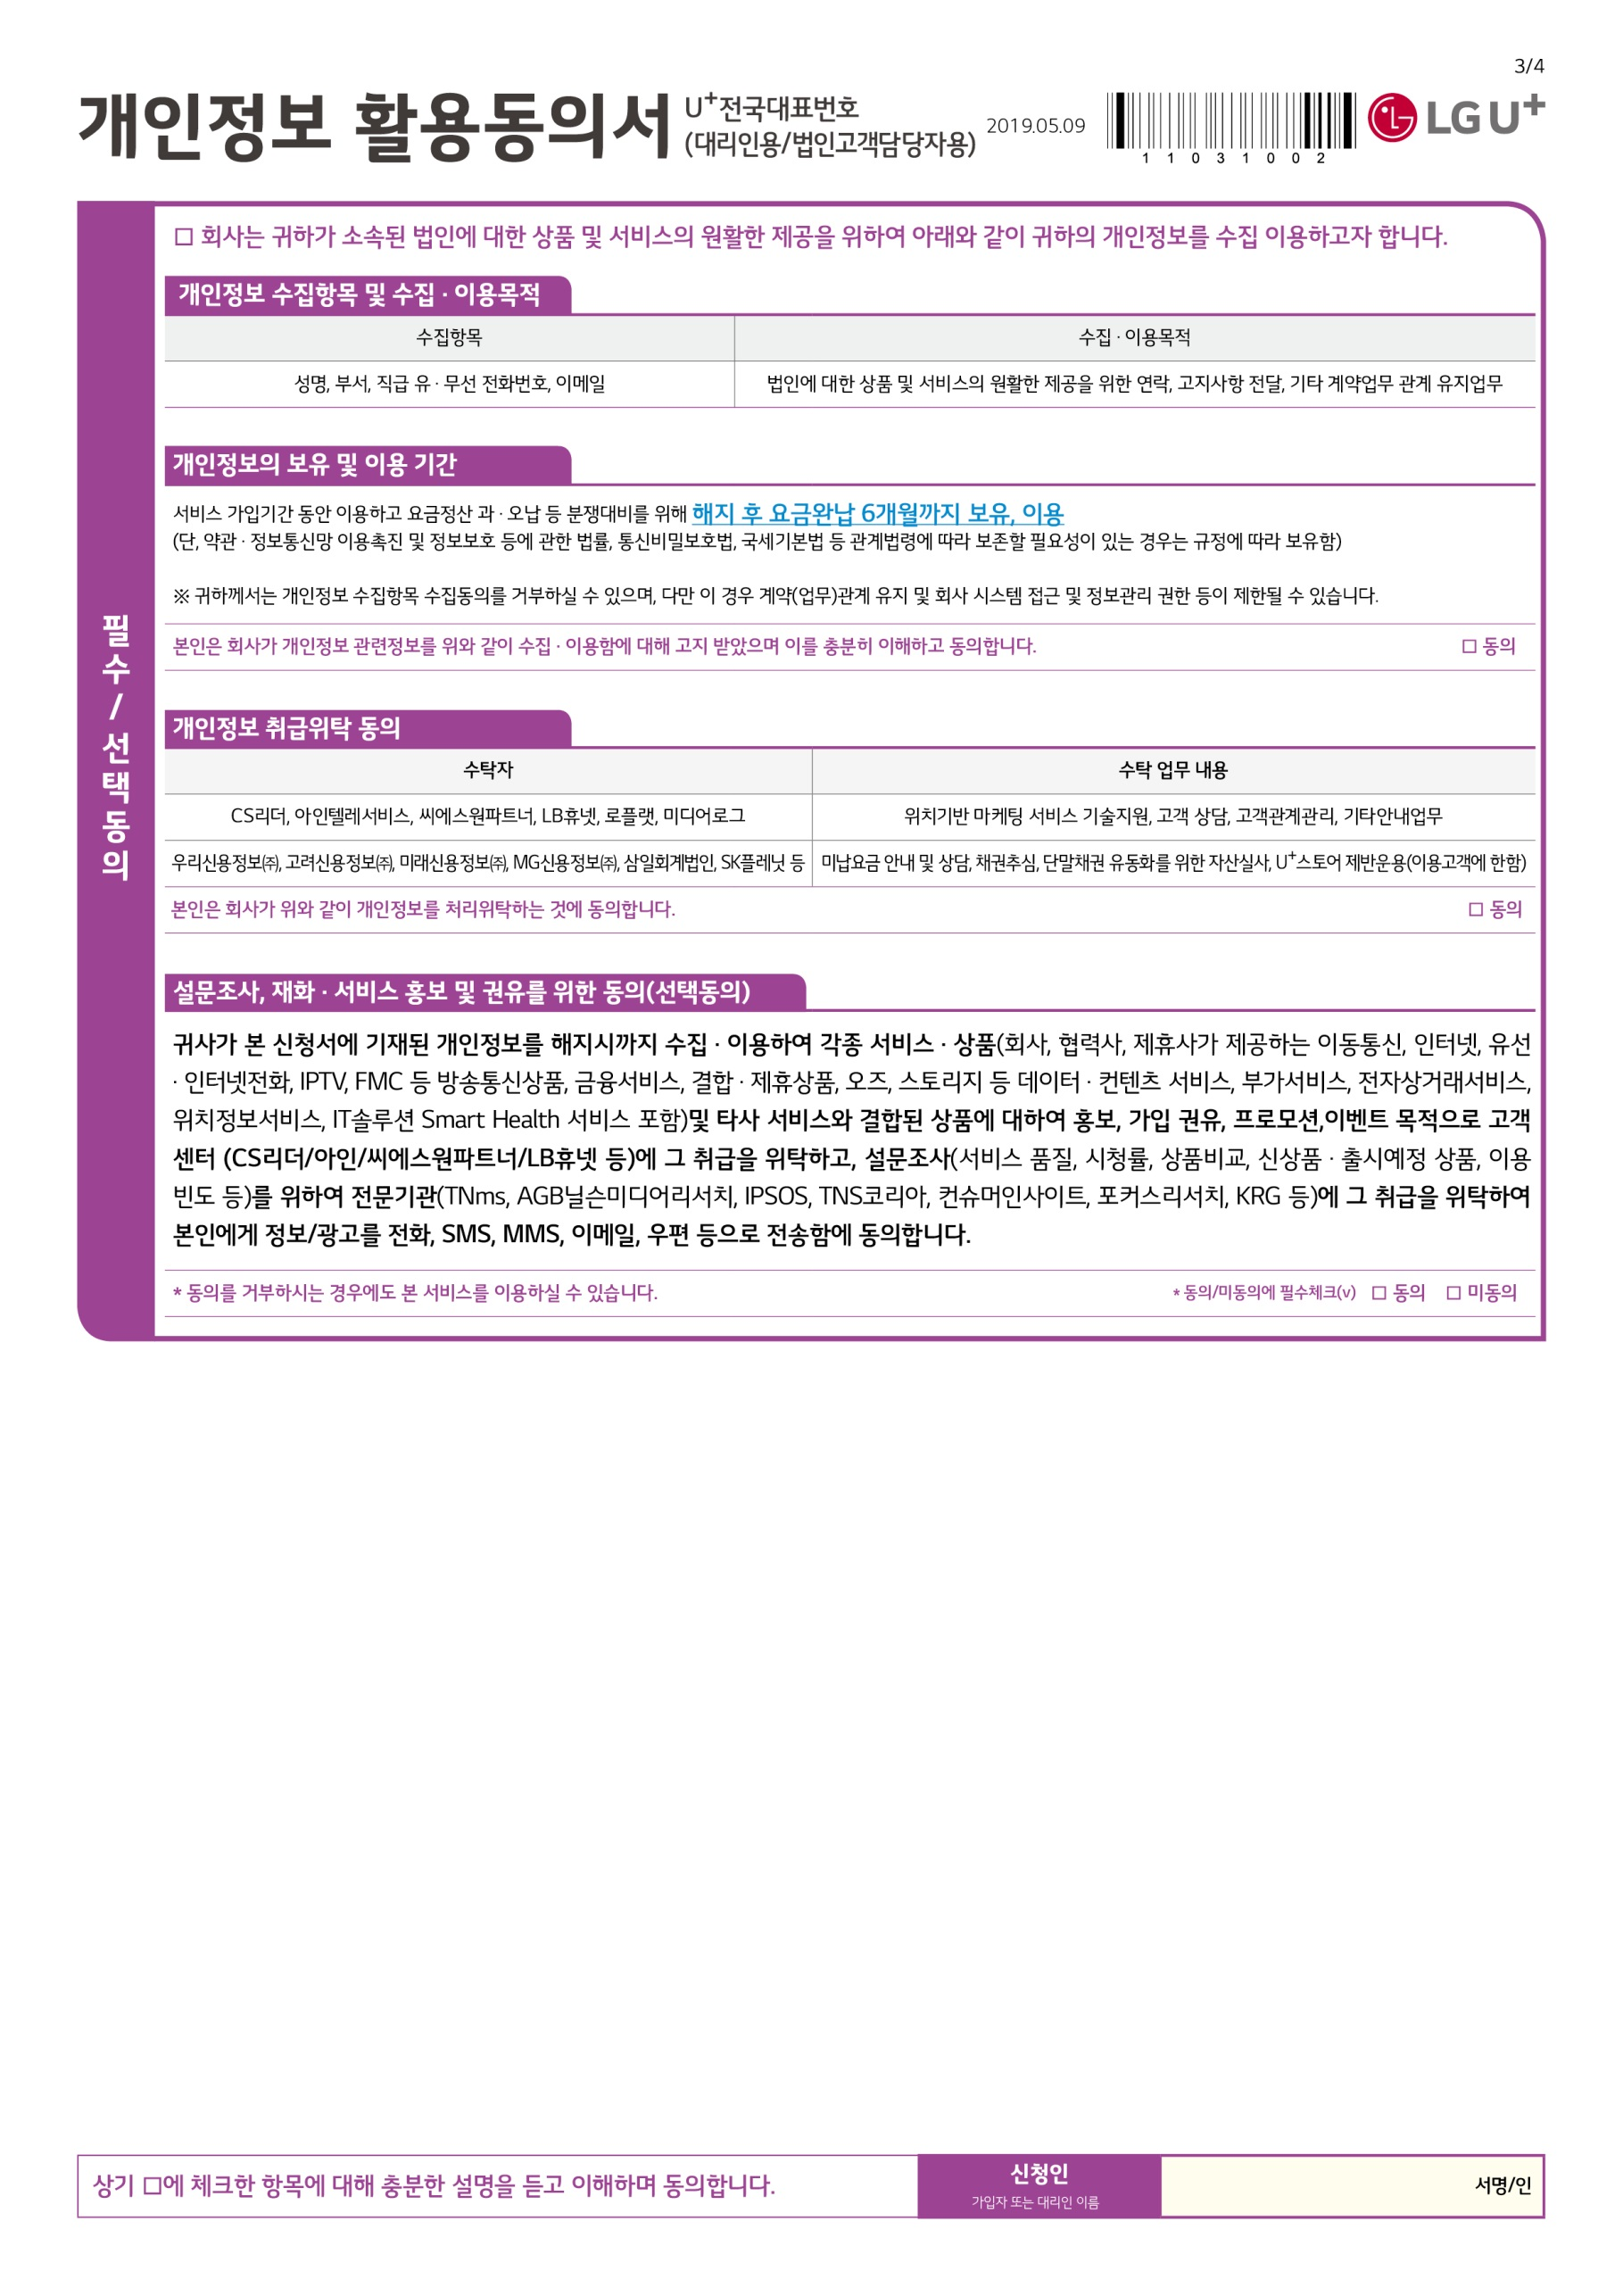 3/4
개인정보 활용동의서
U⁺전국대표번호
(대리인용/법인고객담당자용)
2019.05.09
1 1 0 3 1 0 0 2
LG U⁺
필수/선택동의
□ 회사는 귀하가 소속된 법인에 대한 상품 및 서비스의 원활한 제공을 위하여 아래와 같이 귀하의 개인정보를 수집 이용하고자 합니다.
개인정보 수집항목 및 수집 · 이용목적
수집항목 수집 · 이용목적
성명, 부서, 직급 유 · 무선 전화번호, 이메일 법인에 대한 상품 및 서비스의 원활한 제공을 위한 연락, 고지사항 전달, 기타 계약업무 관계 유지업무
개인정보의 보유 및 이용 기간
서비스 가입기간 동안 이용하고 요금정산 과 · 오납 등 분쟁대비를 위해 해지 후 요금완납 6개월까지 보유, 이용
(단, 약관 · 정보통신망 이용촉진 및 정보보호 등에 관한 법률, 통신비밀보호법, 국세기본법 등 관계법령에 따라 보존할 필요성이 있는 경우는 규정에 따라 보유함)
※ 귀하께서는 개인정보 수집항목 수집동의를 거부하실 수 있으며, 다만 이 경우 계약(업무)관계 유지 및 회사 시스템 접근 및 정보관리 권한 등이 제한될 수 있습니다.
본인은 회사가 개인정보 관련정보를 위와 같이 수집 · 이용함에 대해 고지 받았으며 이를 충분히 이해하고 동의합니다. □ 동의
개인정보 취급위탁 동의
수탁자 수탁 업무 내용
CS리더, 아인텔레서비스, 씨에스원파트너, LB휴넷, 로플랫, 미디어로그 위치기반 마케팅 서비스 기술지원, 고객 상담, 고객관계관리, 기타안내업무
우리신용정보㈜, 고려신용정보㈜, 미래신용정보㈜, MG신용정보㈜, 삼일회계법인, SK플레닛 등 미납요금 안내 및 상담, 채권추심, 단말채권 유동화를 위한 자산실사, U⁺스토어 제반운용(이용고객에 한함)
본인은 회사가 위와 같이 개인정보를 처리위탁하는 것에 동의합니다. □ 동의
설문조사, 재화 · 서비스 홍보 및 권유를 위한 동의(선택동의)
귀사가 본 신청서에 기재된 개인정보를 해지시까지 수집 · 이용하여 각종 서비스 · 상품(회사, 협력사, 제휴사가 제공하는 이동통신, 인터넷, 유선
· 인터넷전화, IPTV, FMC 등 방송통신상품, 금융서비스, 결합 · 제휴상품, 오즈, 스토리지 등 데이터 · 컨텐츠 서비스, 부가서비스, 전자상거래서비스,
위치정보서비스, IT솔루션 Smart Health 서비스 포함)및 타사 서비스와 결합된 상품에 대하여 홍보, 가입 권유, 프로모션,이벤트 목적으로 고객
센터 (CS리더/아인/씨에스원파트너/LB휴넷 등)에 그 취급을 위탁하고, 설문조사(서비스 품질, 시청률, 상품비교, 신상품 · 출시예정 상품, 이용
빈도 등)를 위하여 전문기관(TNms, AGB닐슨미디어리서치, IPSOS, TNS코리아, 컨슈머인사이트, 포커스리서치, KRG 등)에 그 취급을 위탁하여
본인에게 정보/광고를 전화, SMS, MMS, 이메일, 우편 등으로 전송함에 동의합니다.
* 동의를 거부하시는 경우에도 본 서비스를 이용하실 수 있습니다. * 동의/미동의에 필수체크(v) □ 동의 □ 미동의
상기 □에 체크한 항목에 대해 충분한 설명을 듣고 이해하며 동의합니다.
신청인
가입자 또는 대리인 이름
서명/인